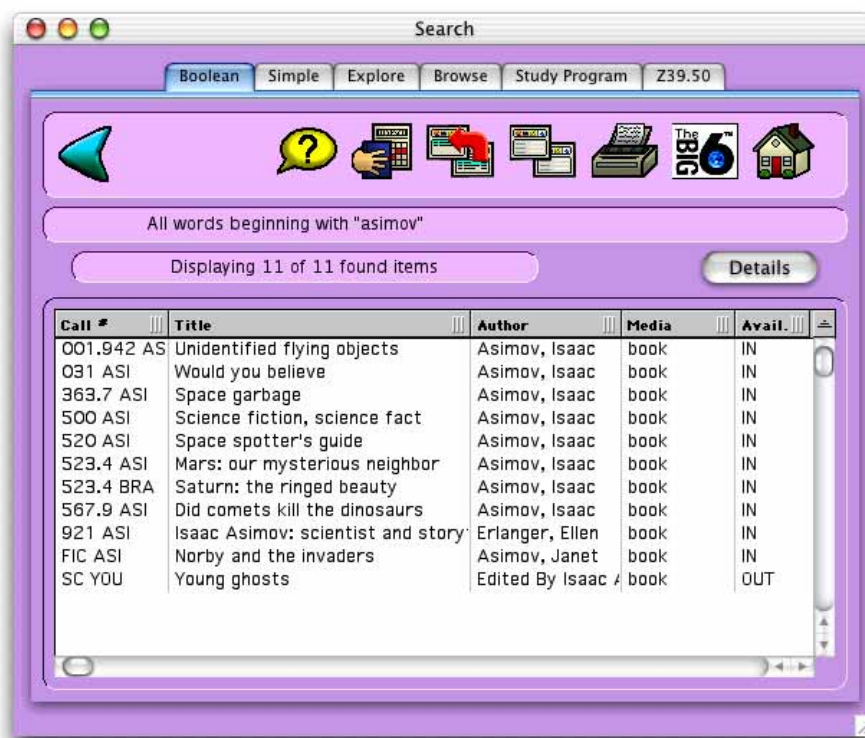 Search
Boolean Simple Explore Browse Study Program Z39.50
The BIG 6™
All words beginning with "asimov"
Displaying 11 of 11 found items
Details
Call # Title Author Media Avail.
001.942 AS Unidentified flying objects Asimov, Isaac book IN
031 ASI Would you believe Asimov, Isaac book IN
363.7 ASI Space garbage Asimov, Isaac book IN
500 ASI Science fiction, science fact Asimov, Isaac book IN
520 ASI Space spotter's guide Asimov, Isaac book IN
523.4 ASI Mars: our mysterious neighbor Asimov, Isaac book IN
523.4 BRA Saturn: the ringed beauty Asimov, Isaac book IN
567.9 ASI Did comets kill the dinosaurs Asimov, Isaac book IN
921 ASI Isaac Asimov: scientist and story Erlanger, Ellen book IN
FIC ASI Norby and the invaders Asimov, Janet book IN
SC YOU Young ghosts Edited By Isaac book OUT